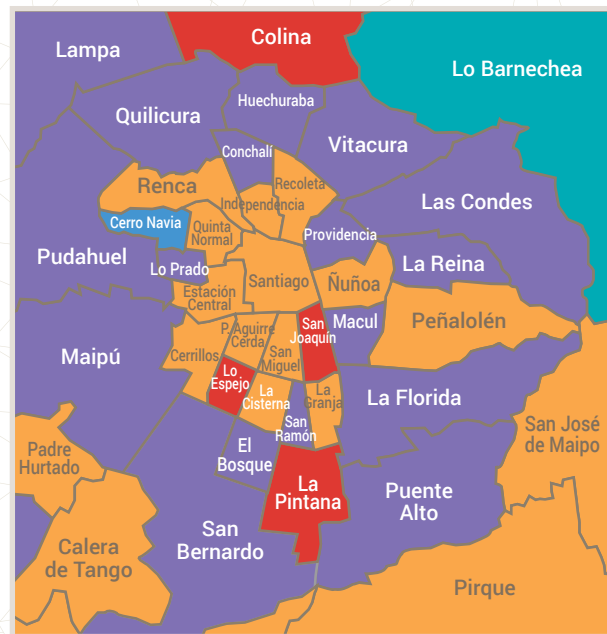 Colina
Lampa
Lo Barnechea
Huechuraba
Quilicura
Vitacura
Conchalí
Recoleta
Renca
Las Condes
Independencia
Cerro Navia
Quinta
Normal
Providencia
Pudahuel
Lo Prado
La Reina
Santiago
Ñuñoa
Estación
Central
San
Joaquín
Macul
Peñalolén
P. Aguirre
Cerda
Maipú
Cerrillos
San
Miguel
Lo
Espejo
La
Cisterna
La
Granja
La Florida
San
Ramón
San José
de Maipo
Padre
Hurtado
El
Bosque
La
Pintana
Puente
Alto
San
Bernardo
Calera
de Tango
Pirque